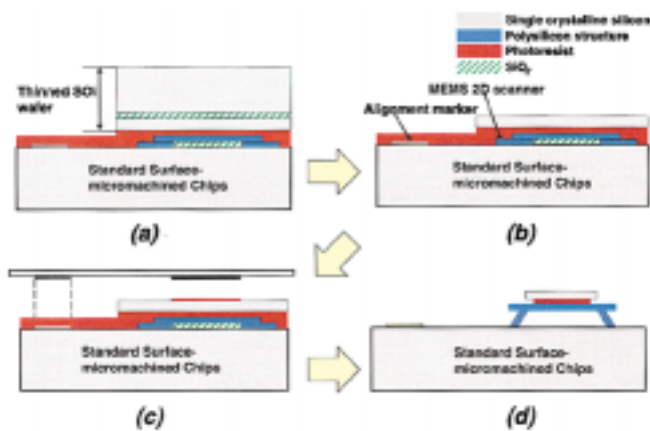 Single crystalline silicon
Polysilicon structure
Photoresist
SiO₂
Thinned SOI
wafer
Standard Surface-
micromachined Chips
(a)
MEMS 2D scanner
Alignment marker
Standard Surface-
micromachined Chips
(b)
Standard Surface-
micromachined Chips
(c)
Standard Surface-
micromachined Chips
(d)